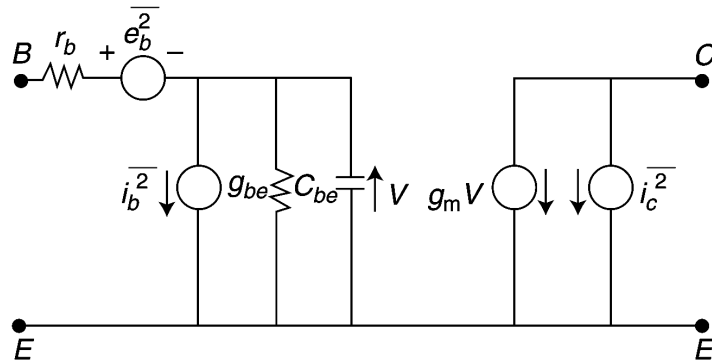 B r_b + \overline{e_b^2} − C
\overline{i_b^2} g_{be} C_{be} V g_m V \overline{i_c^2}
E E